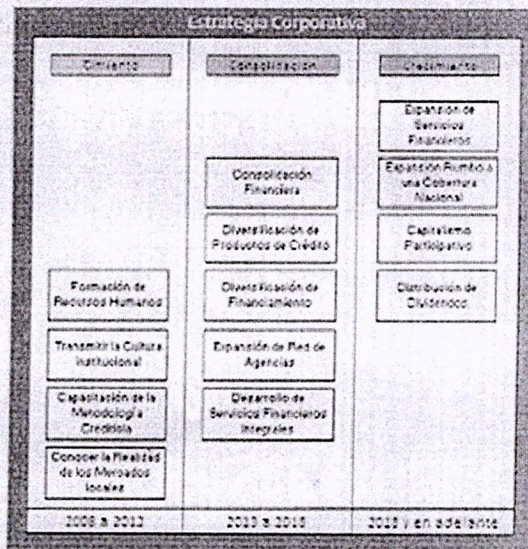 Estrategia Corporativa
Cimiento
Consolidación
Crecimiento
Formación de
Recursos Humanos
Transmitir la Cultura
Institucional
Capacitación de la
Metodología
Crediticia
Conocer la Realidad
de los Mercados
locales
2008 a 2012
Consolidación
Financiera
Diversificación de
Productos de Crédito
Diversificación de
Financiamiento
Expansión de Red de
Agencias
Desarrollo de
Servicios Financieros
Integrales
2013 a
Expansión de
Servicios
Financieros
Expansión Rumbo a
una Cobertura
Nacional
Capitalismo
Participativo
Distribución de
Dividendos
y en adelante